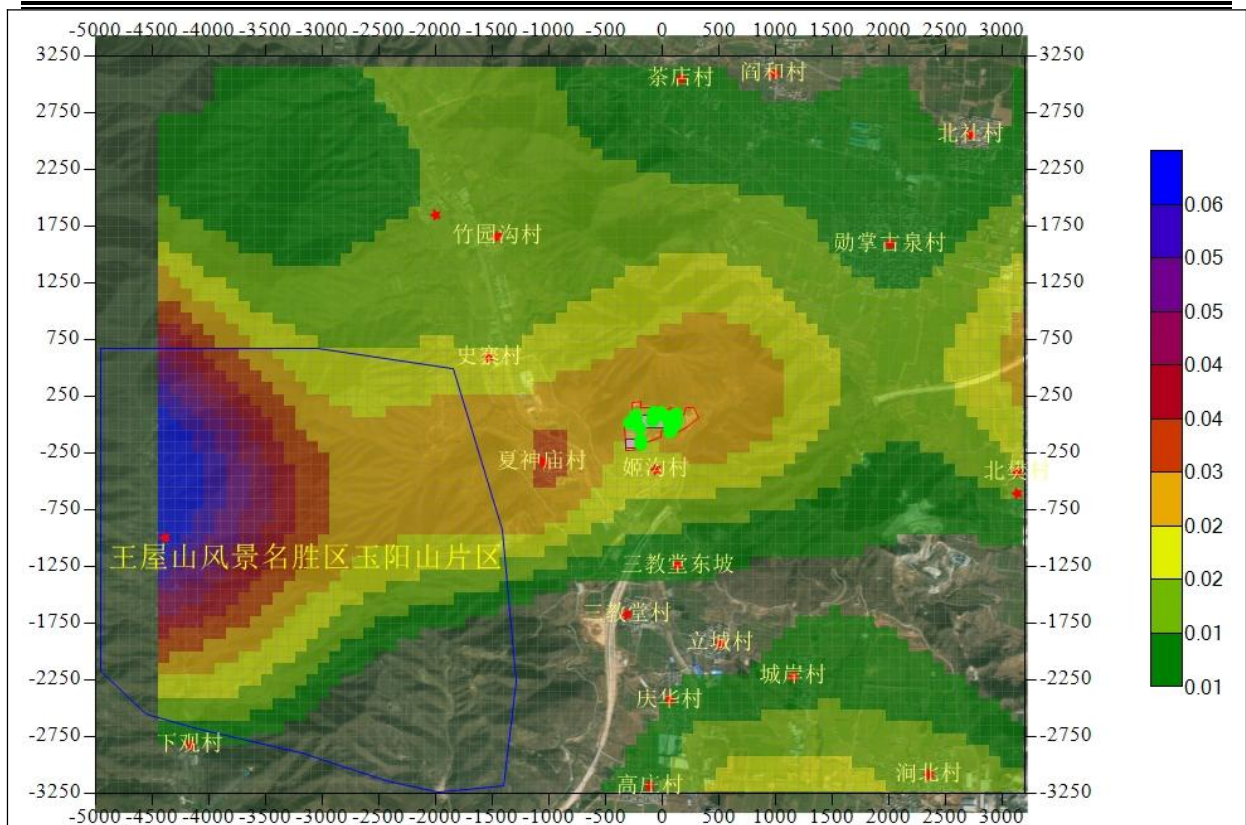 -5000 -4500 -4000 -3500 -3000 -2500 -2000 -1500 -1000 -500 0 500 1000 1500 2000 2500 3000
3250 3250
茶店村 阎和村
2750 2750
北社村
2250 2250
1750 1750
竹园沟村 勋掌古泉村
1250 1250
750 750
史寨村
250 250
-250 -250
夏神庙村 姬沟村 北樊村
-750 -750
王屋山风景名胜区玉阳山片区
-1250 三教堂东坡 -1250
三教堂村
-1750 -1750
立城村
城岸村
-2250 -2250
庆华村
-2750 下观村 -2750
涧北村
高庄村
-3250 -3250
-5000 -4500 -4000 -3500 -3000 -2500 -2000 -1500 -1000 -500 0 500 1000 1500 2000 2500 3000
0.06
0.05
0.05
0.04
0.04
0.03
0.02
0.02
0.01
0.01